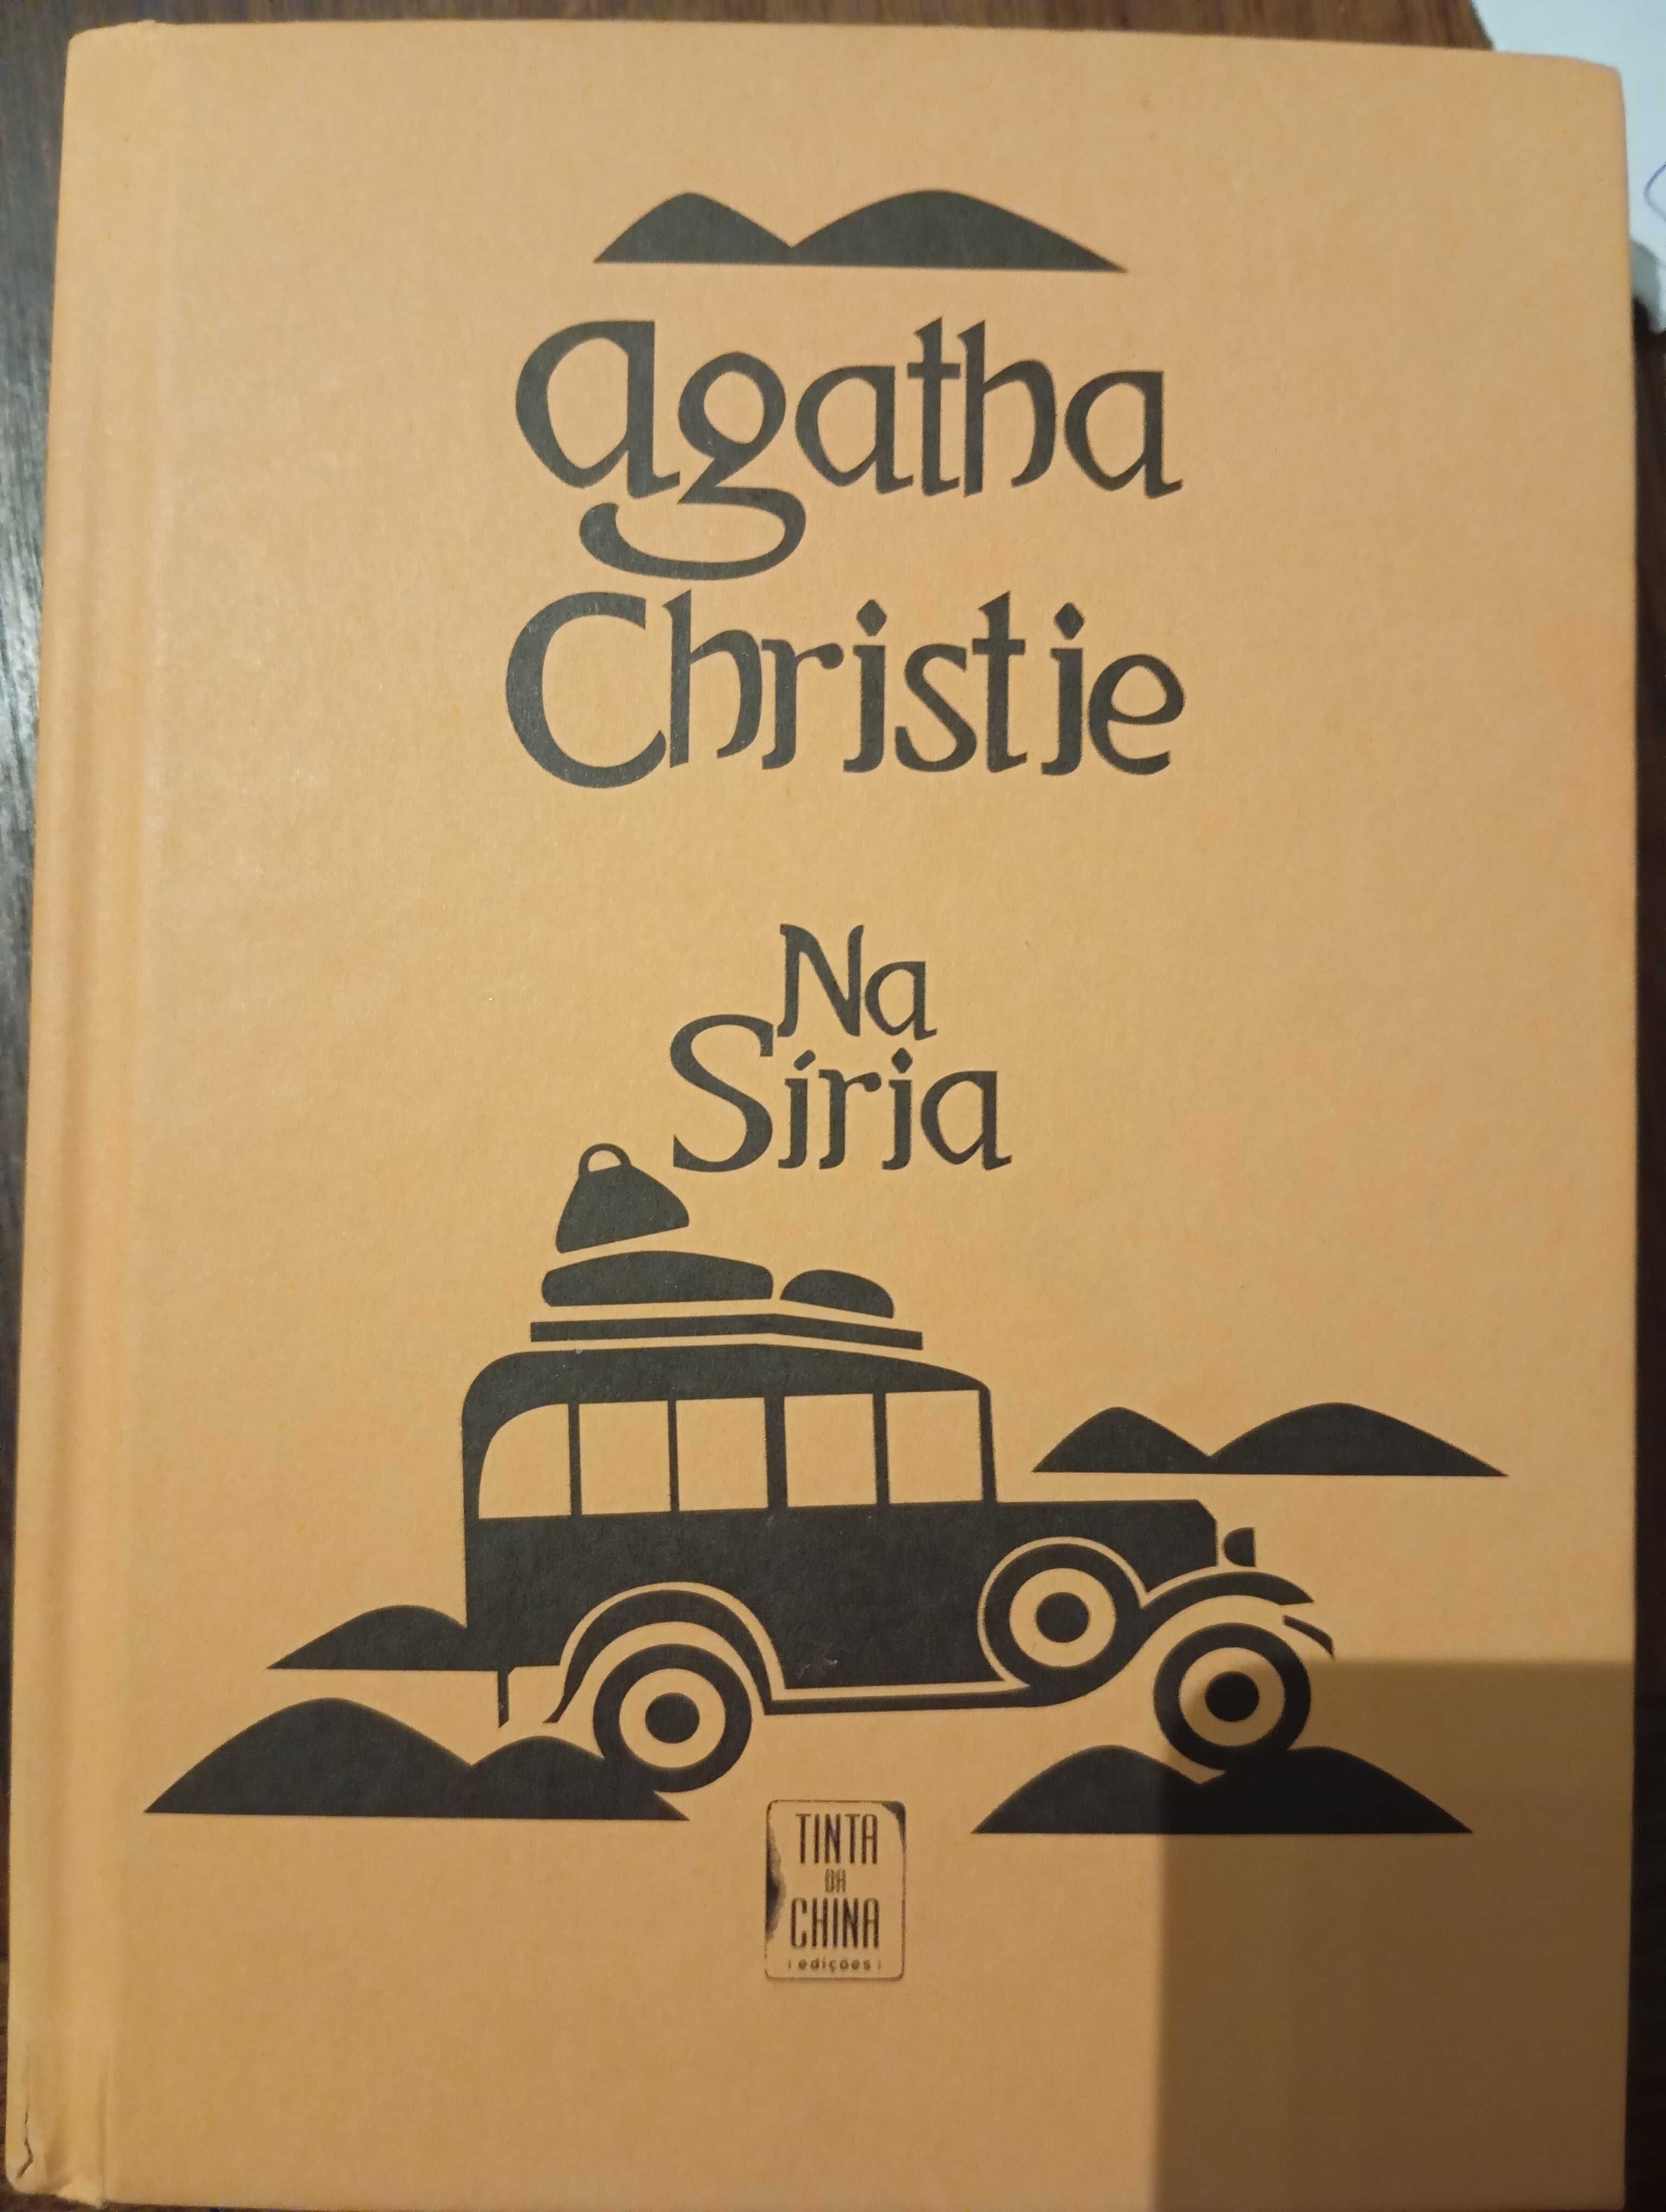 agatha
Christie
Na
Síria
TINTA
DA
CHINA
edições